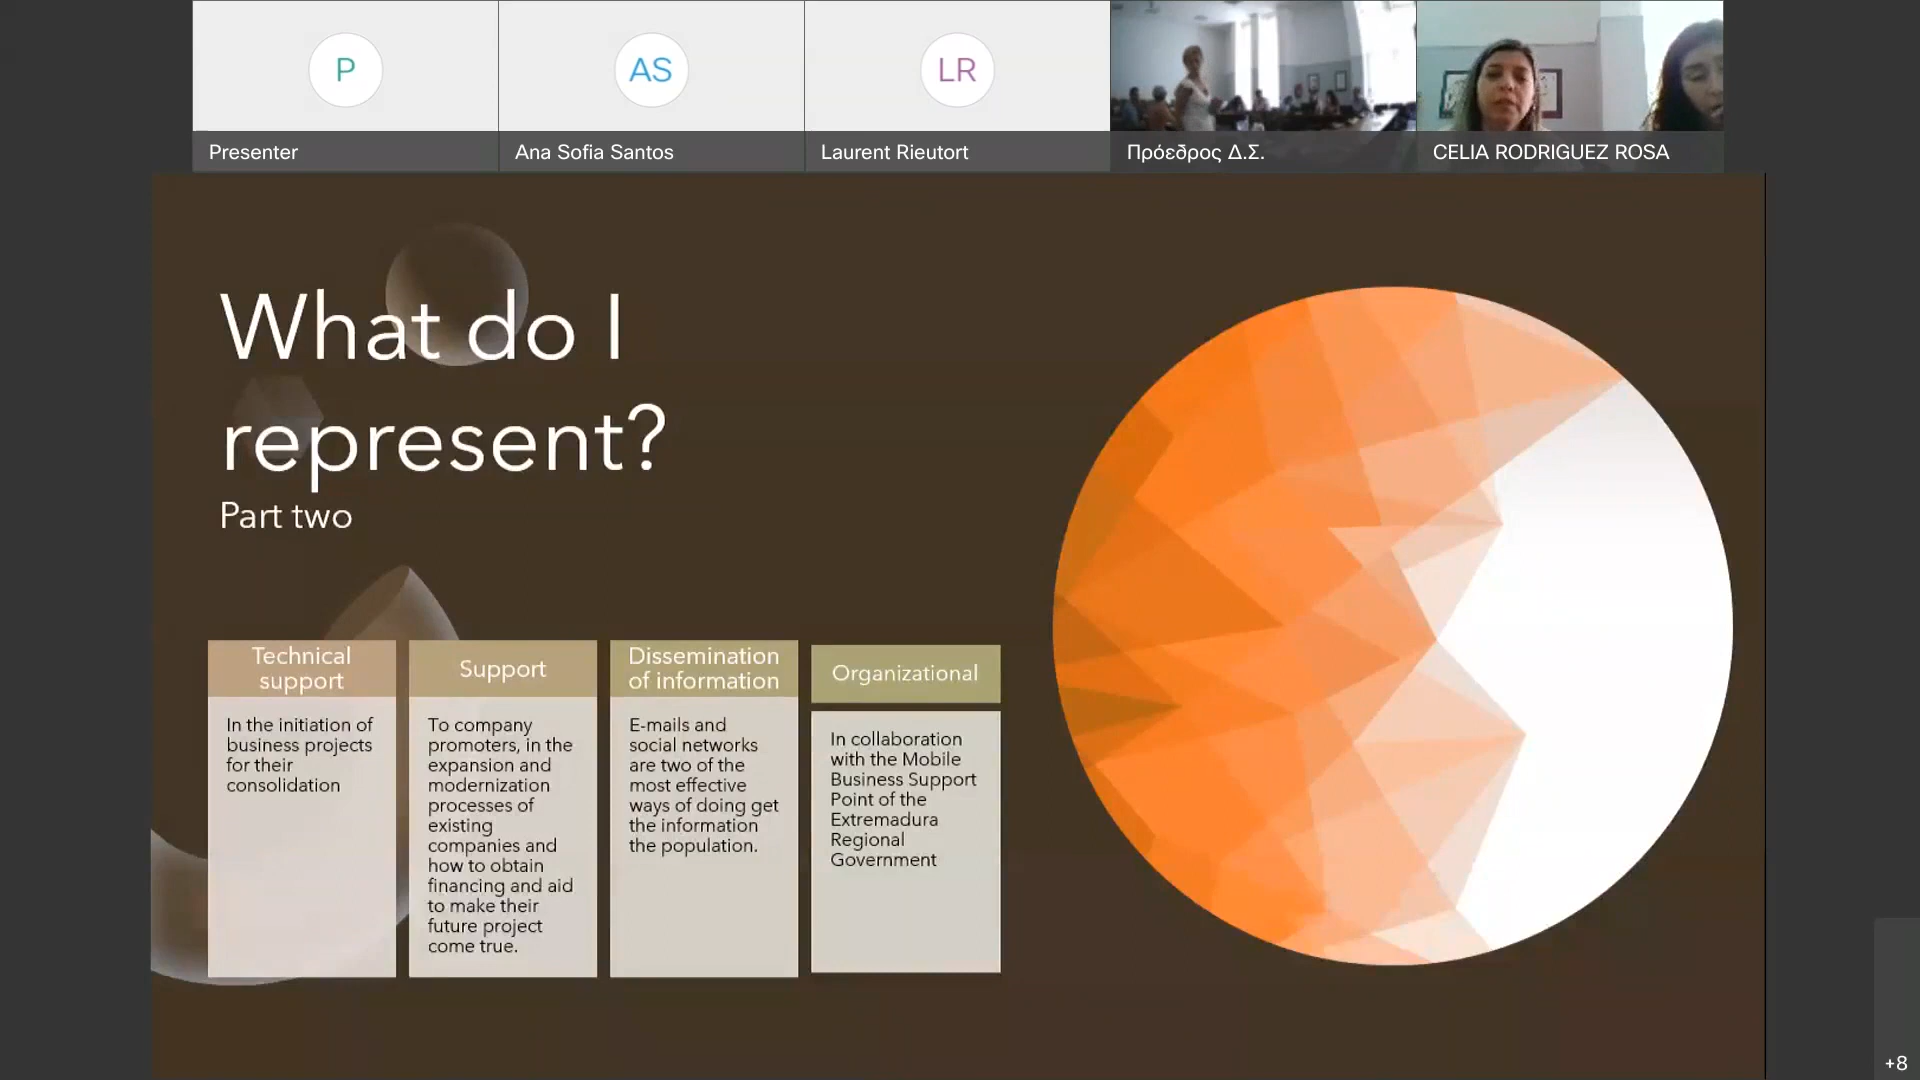 P
AS
LR
Presenter
Ana Sofia Santos
Laurent Rieutort
Πρόεδρος Δ.Σ.
CELIA RODRIGUEZ ROSA
What do I
represent?
Part two
Technical
support
In the initiation of
business projects
for their
consolidation
Support
To company
promoters, in the
expansion and
modernization
processes of
existing
companies and
how to obtain
financing and aid
to make their
future project
come true.
Dissemination
of information
E-mails and
social networks
are two of the
most effective
ways of doing get
the information
the population.
Organizational
In collaboration
with the Mobile
Business Support
Point of the
Extremadura
Regional
Government
+8